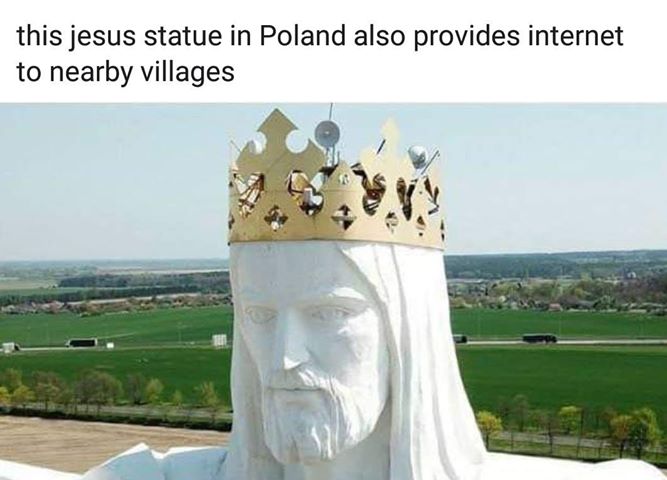 this jesus statue in Poland also provides internet
to nearby villages